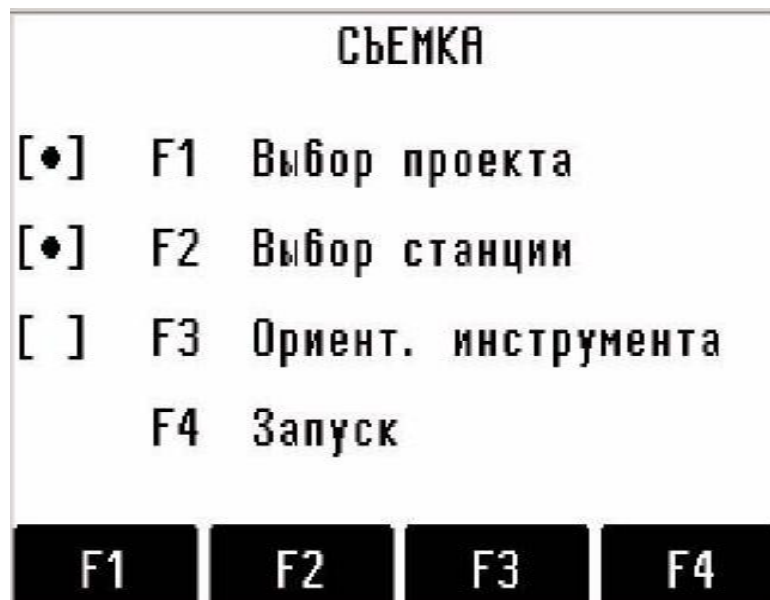 СЪЕМКА
[•] F1 Выбор проекта
[•] F2 Выбор станции
[ ] F3 Ориент. инструмента
F4 Запуск
F1 F2 F3 F4